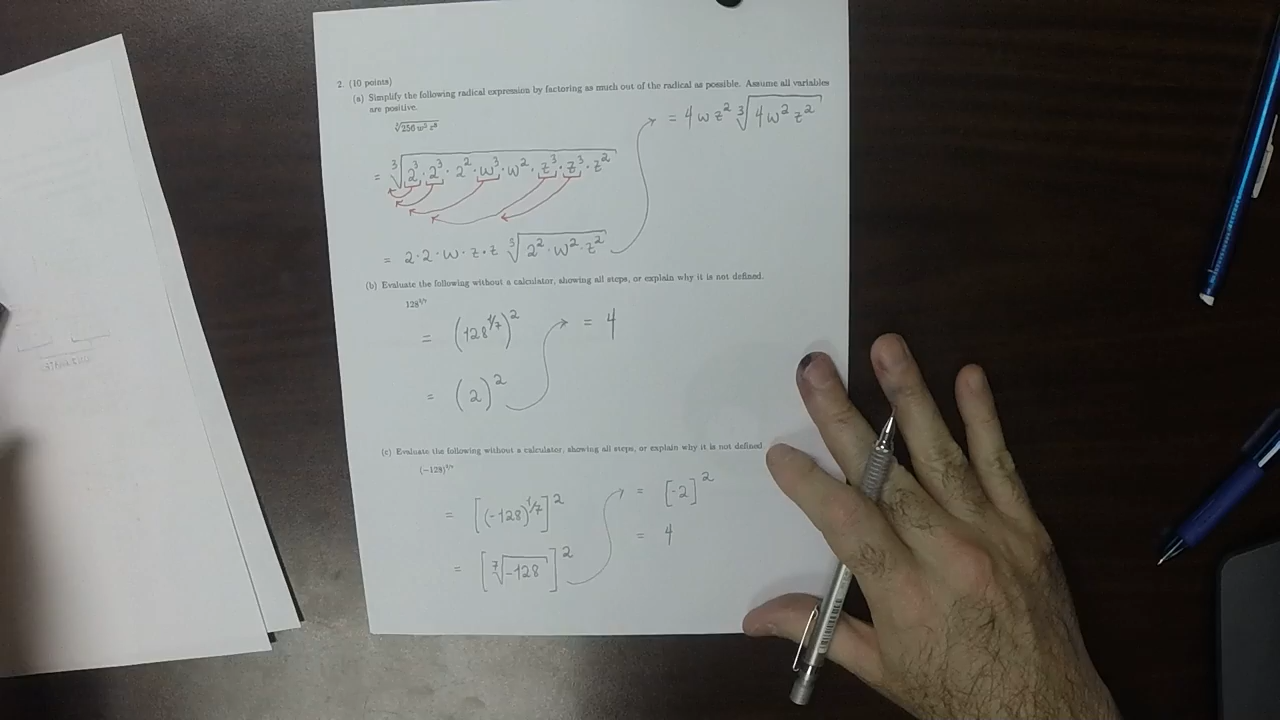 2. (10 points)
(a) Simplify the following radical expression by factoring as much out of the radical as possible. Assume all variables
are positive.
∛(256 w⁵ z⁸)
= ∛(2³ · 2³ · 2² · w³ · w² · z³ · z³ · z²)
= 2 · 2 · w · z · z ∛(2² · w² · z²)
= 4 w z² ∛(4 w² z²)
(b) Evaluate the following without a calculator, showing all steps, or explain why it is not defined.
128^(2/7)
= (128^(1/7))²
= (2)²
= 4
(c) Evaluate the following without a calculator, showing all steps, or explain why it is not defined.
(−128)^(2/7)
= [(-128)^(1/7)]²
= [⁷√(-128)]²
= [-2]²
= 4